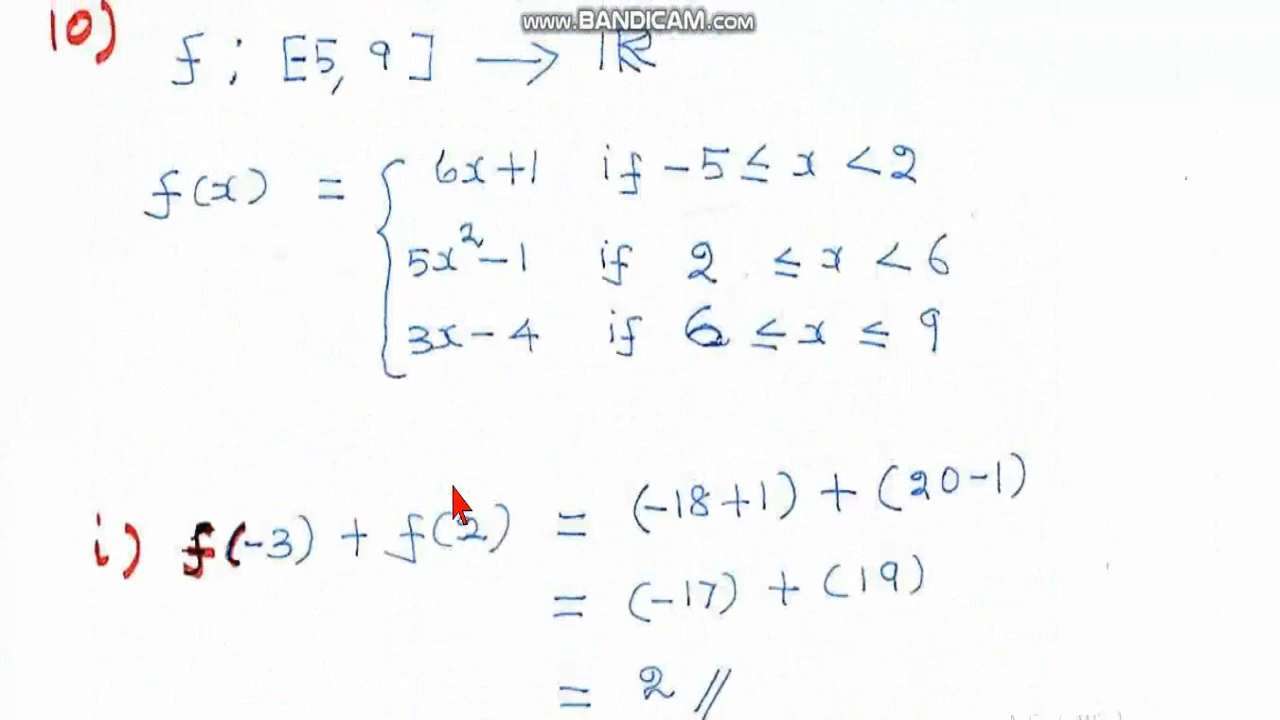 www.BANDICAM.com
10) f ; [-5, 9] → ℝ
f(x) = { 6x+1 if -5 ≤ x < 2
5x² - 1 if 2 ≤ x < 6
3x - 4 if 6 ≤ x ≤ 9
i) f(-3) + f(2) = (-18+1) + (20-1)
= (-17) + (19)
= 2 //